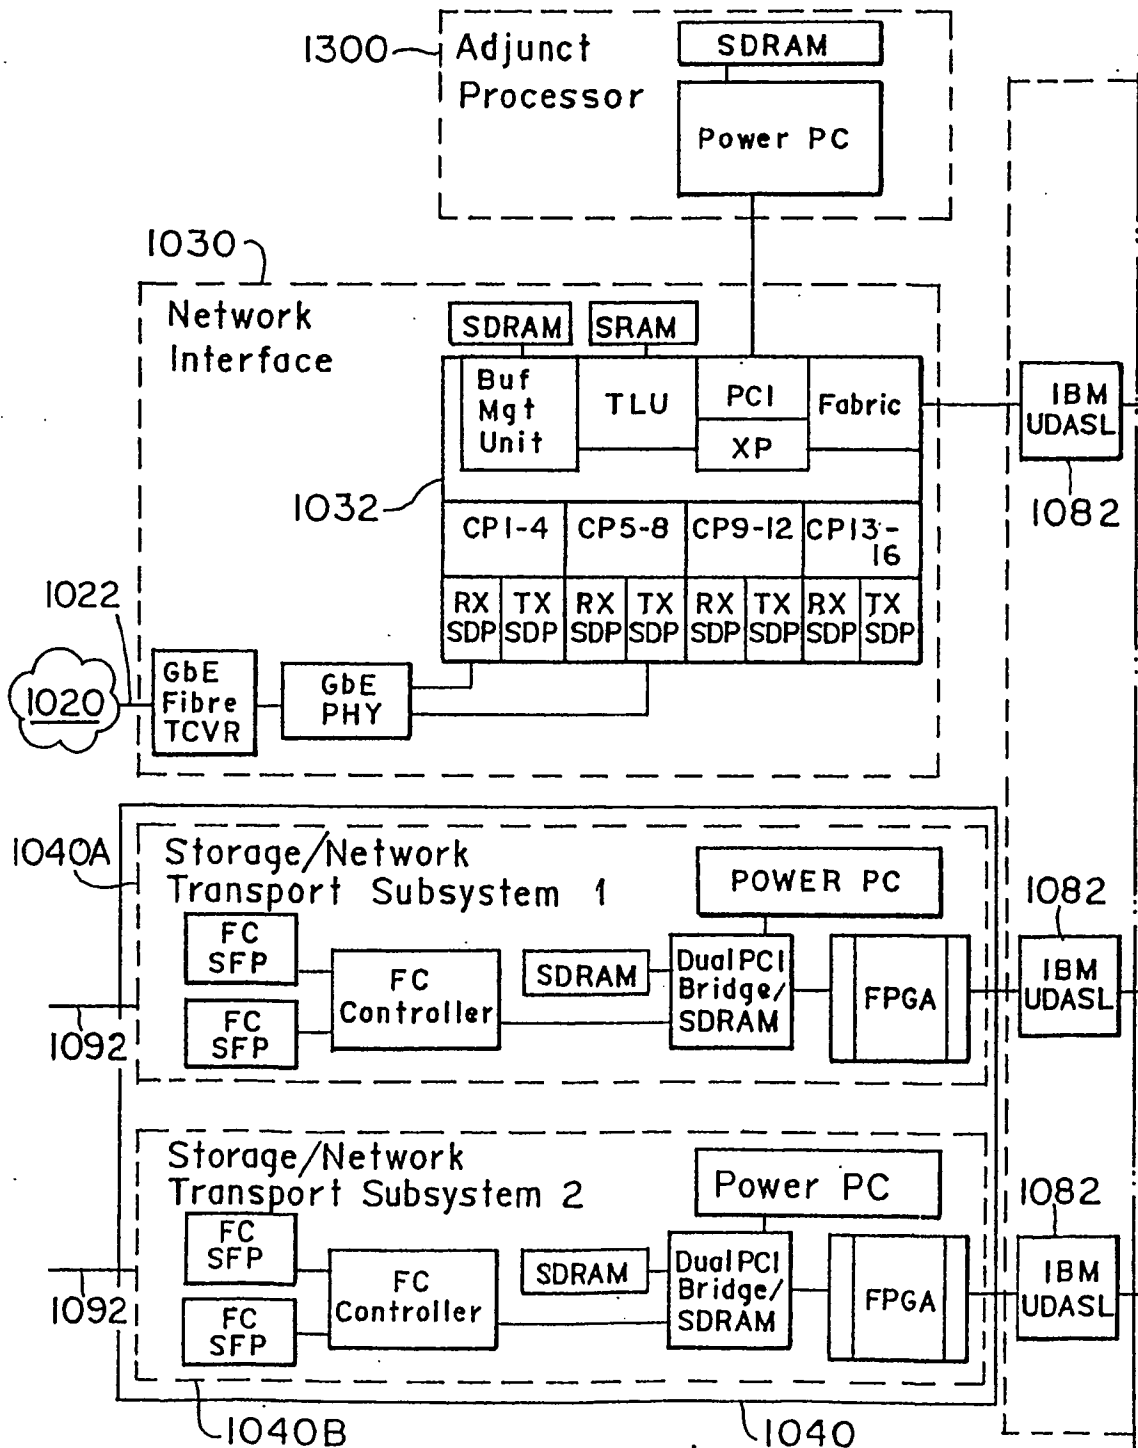 1300
Adjunct
Processor
SDRAM
Power PC
1030
Network
Interface
SDRAM
SRAM
Buf
Mgt
Unit
TLU
PCI
XP
Fabric
IBM
UDASL
1082
1032
CP1-4
CP5-8
CP9-12
CP13-
16
RX
SDP
TX
SDP
RX
SDP
TX
SDP
RX
SDP
TX
SDP
RX
SDP
TX
SDP
1022
1020
GbE
Fibre
TCVR
GbE
PHY
1040A
Storage/Network
Transport Subsystem 1
POWER PC
FC
SFP
FC
SFP
FC
Controller
SDRAM
Dual PCI
Bridge/
SDRAM
FPGA
1082
IBM
UDASL
1092
Storage/Network
Transport Subsystem 2
Power PC
FC
SFP
FC
SFP
FC
Controller
SDRAM
Dual PCI
Bridge/
SDRAM
FPGA
1082
IBM
UDASL
1092
1040B
1040